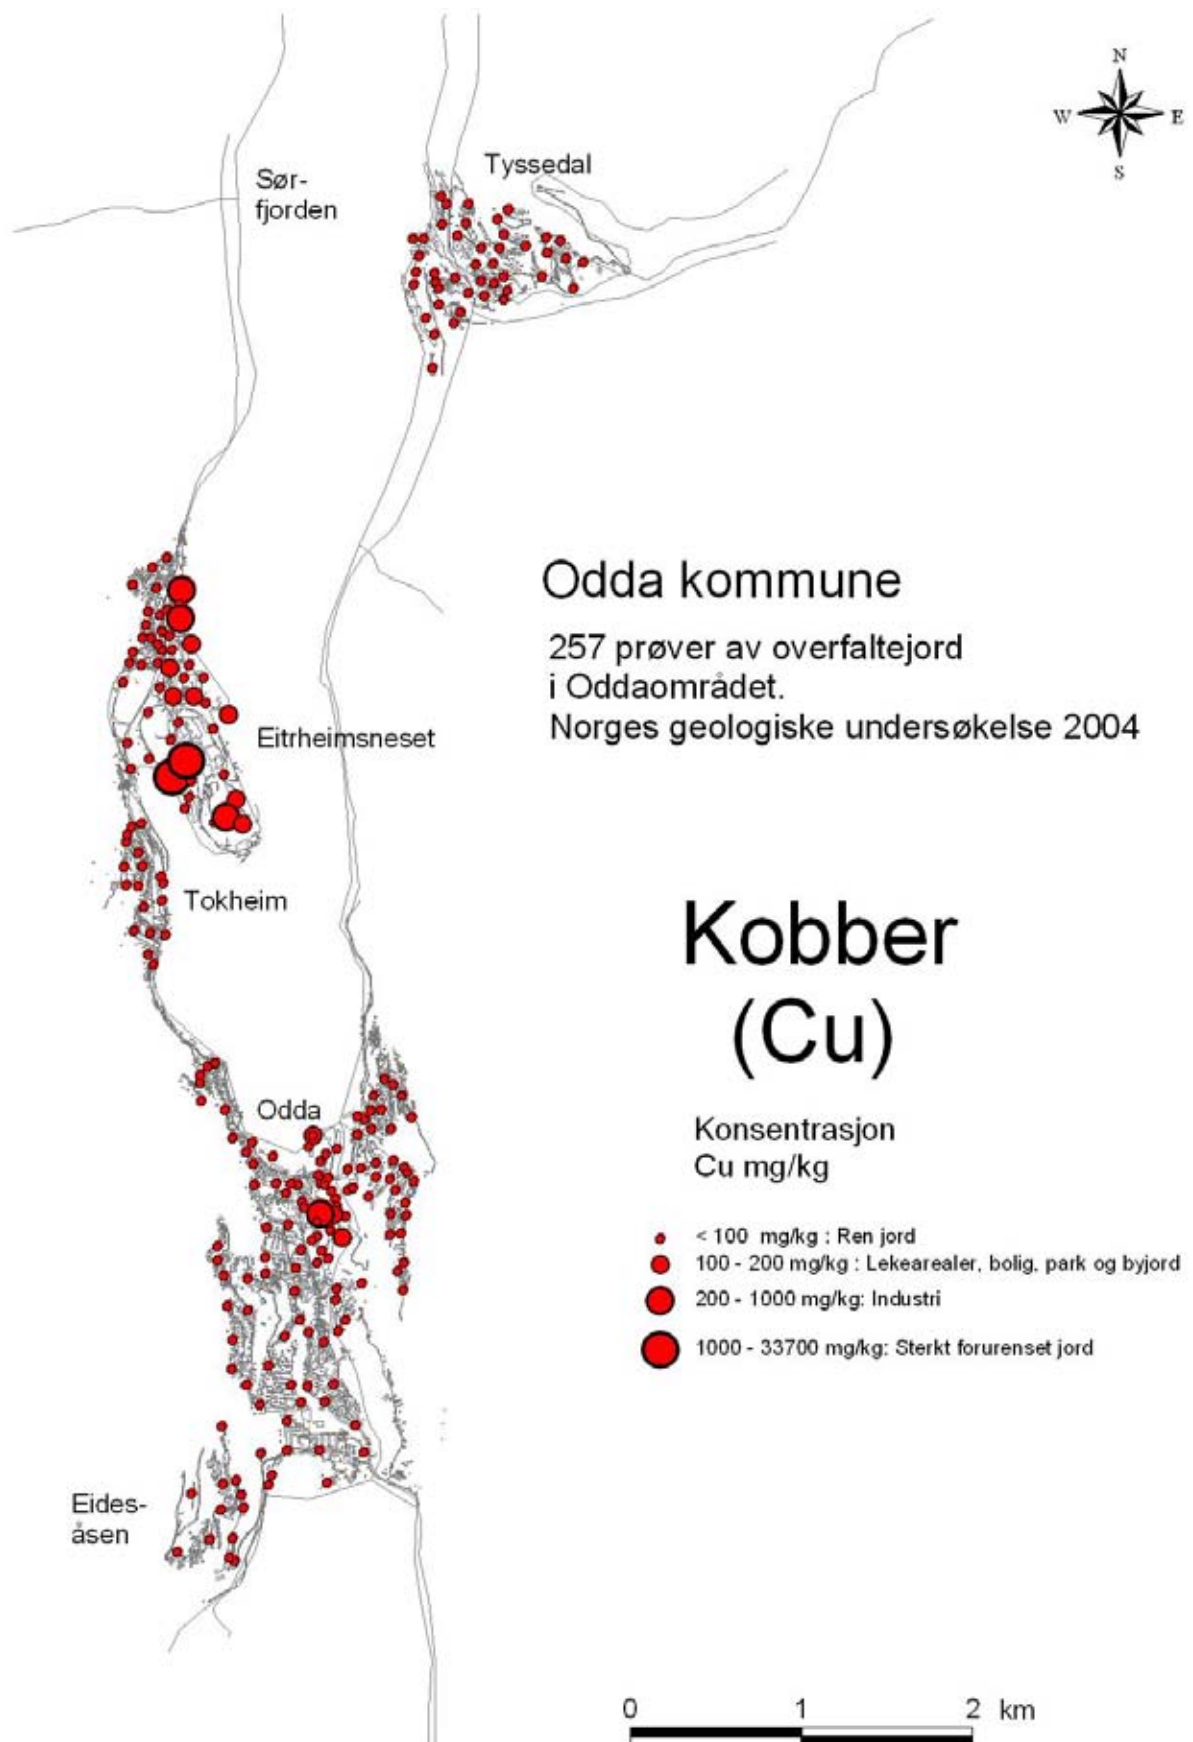 N
W E
S
Tyssedal
Sør-
fjorden
Odda kommune
257 prøver av overfaltejord
i Oddaområdet.
Norges geologiske undersøkelse 2004
Eitrheimsneset
Tokheim
Kobber
(Cu)
Odda
Konsentrasjon
Cu mg/kg
< 100 mg/kg : Ren jord
100 - 200 mg/kg : Lekearealer, bolig, park og byjord
200 - 1000 mg/kg: Industri
1000 - 33700 mg/kg: Sterkt forurenset jord
Eides-
åsen
0 1 2 km